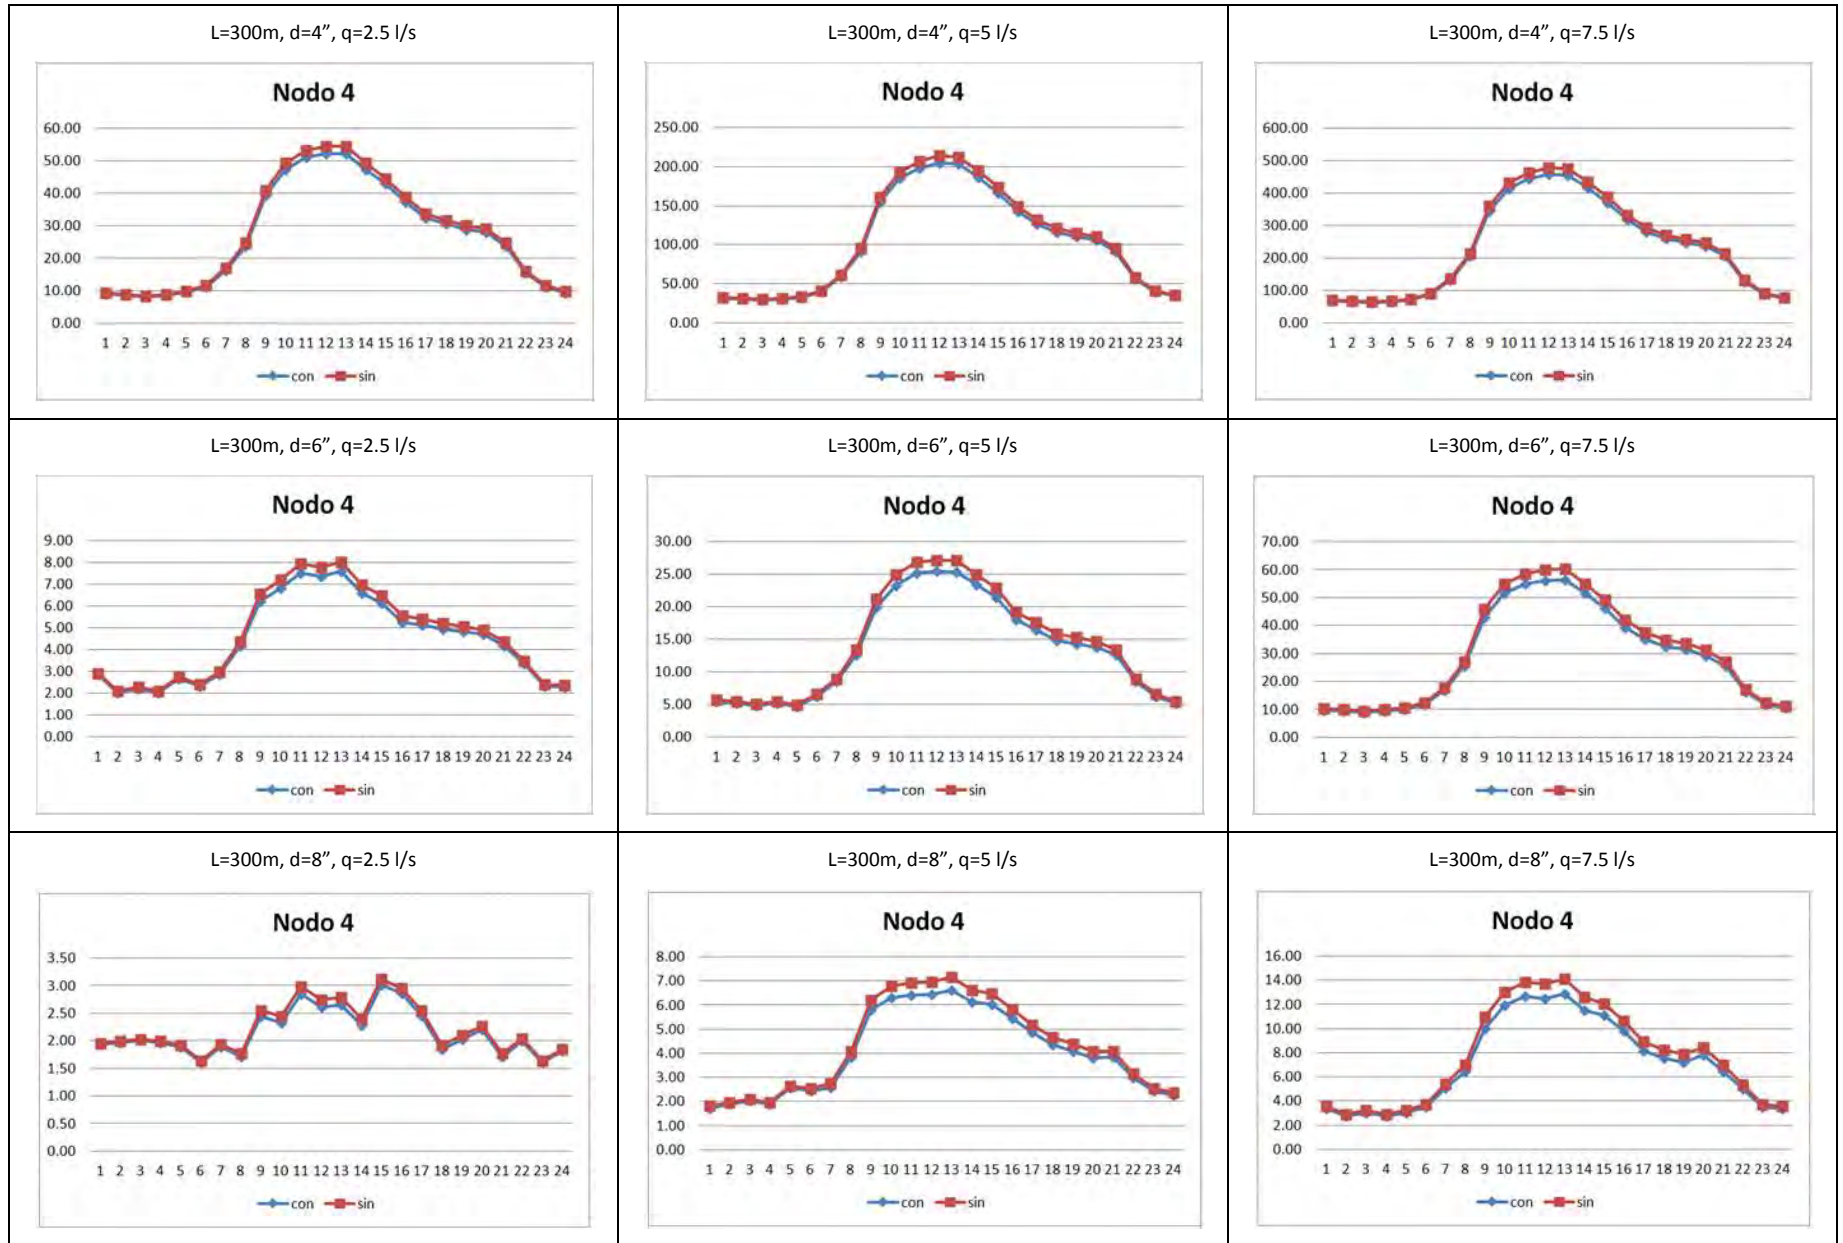 L=300m, d=4”, q=2.5 l/s
Nodo 4
60.00
50.00
40.00
30.00
20.00
10.00
0.00
1 2 3 4 5 6 7 8 9 10 11 12 13 14 15 16 17 18 19 20 21 22 23 24
con sin
L=300m, d=4”, q=5 l/s
Nodo 4
250.00
200.00
150.00
100.00
50.00
0.00
1 2 3 4 5 6 7 8 9 10 11 12 13 14 15 16 17 18 19 20 21 22 23 24
con sin
L=300m, d=4”, q=7.5 l/s
Nodo 4
600.00
500.00
400.00
300.00
200.00
100.00
0.00
1 2 3 4 5 6 7 8 9 10 11 12 13 14 15 16 17 18 19 20 21 22 23 24
con sin
L=300m, d=6”, q=2.5 l/s
Nodo 4
9.00
8.00
7.00
6.00
5.00
4.00
3.00
2.00
1.00
0.00
1 2 3 4 5 6 7 8 9 10 11 12 13 14 15 16 17 18 19 20 21 22 23 24
con sin
L=300m, d=6”, q=5 l/s
Nodo 4
30.00
25.00
20.00
15.00
10.00
5.00
0.00
1 2 3 4 5 6 7 8 9 10 11 12 13 14 15 16 17 18 19 20 21 22 23 24
con sin
L=300m, d=6”, q=7.5 l/s
Nodo 4
70.00
60.00
50.00
40.00
30.00
20.00
10.00
0.00
1 2 3 4 5 6 7 8 9 10 11 12 13 14 15 16 17 18 19 20 21 22 23 24
con sin
L=300m, d=8”, q=2.5 l/s
Nodo 4
3.50
3.00
2.50
2.00
1.50
1.00
0.50
0.00
1 2 3 4 5 6 7 8 9 10 11 12 13 14 15 16 17 18 19 20 21 22 23 24
con sin
L=300m, d=8”, q=5 l/s
Nodo 4
8.00
7.00
6.00
5.00
4.00
3.00
2.00
1.00
0.00
1 2 3 4 5 6 7 8 9 10 11 12 13 14 15 16 17 18 19 20 21 22 23 24
con sin
L=300m, d=8”, q=7.5 l/s
Nodo 4
16.00
14.00
12.00
10.00
8.00
6.00
4.00
2.00
0.00
1 2 3 4 5 6 7 8 9 10 11 12 13 14 15 16 17 18 19 20 21 22 23 24
con sin